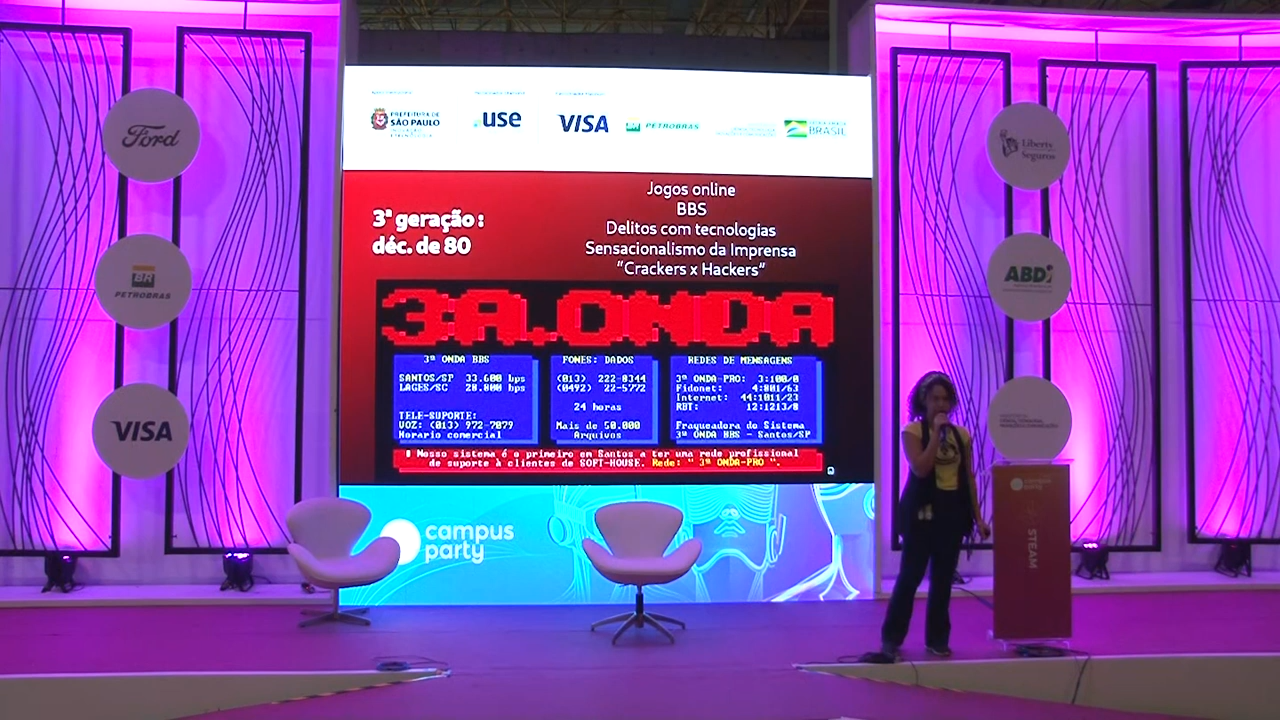 Ford
BR
PETROBRAS
VISA
PREFEITURA DE
SÃO PAULO
use
VISA
BR PETROBRAS
BRASIL
3ª geração :
déc. de 80
Jogos online
BBS
Delitos com tecnologias
Sensacionalismo da Imprensa
"Crackers x Hackers"
3A.ONDA
3ª ONDA BBS
SANTOS/SP 33.600 bps
LAGES/SC 28.800 bps
TELE-SUPORTE:
VOZ: (013) 972-7079
Horario comercial
FONES: DADOS
(013) 222-8344
(0492) 22-5772
24 horas
Mais de 50.000
Arquivos
REDES DE MENSAGENS
3ª ONDA-PRO: 3:100/0
Fidonet: 4:801/63
Internet: 44:1011/23
RBT: 12:1213/8
Fraqueadora do Sistema
3ª ONDA BBS - Santos/SP
Nosso sistema é o primeiro em Santos a ter uma rede profissional
de suporte à clientes de SOFT-HOUSE. Rede: " 3ª ONDA-PRO ".
campus
party
Liberty
Seguros
ABDi
campus
party
STEAM